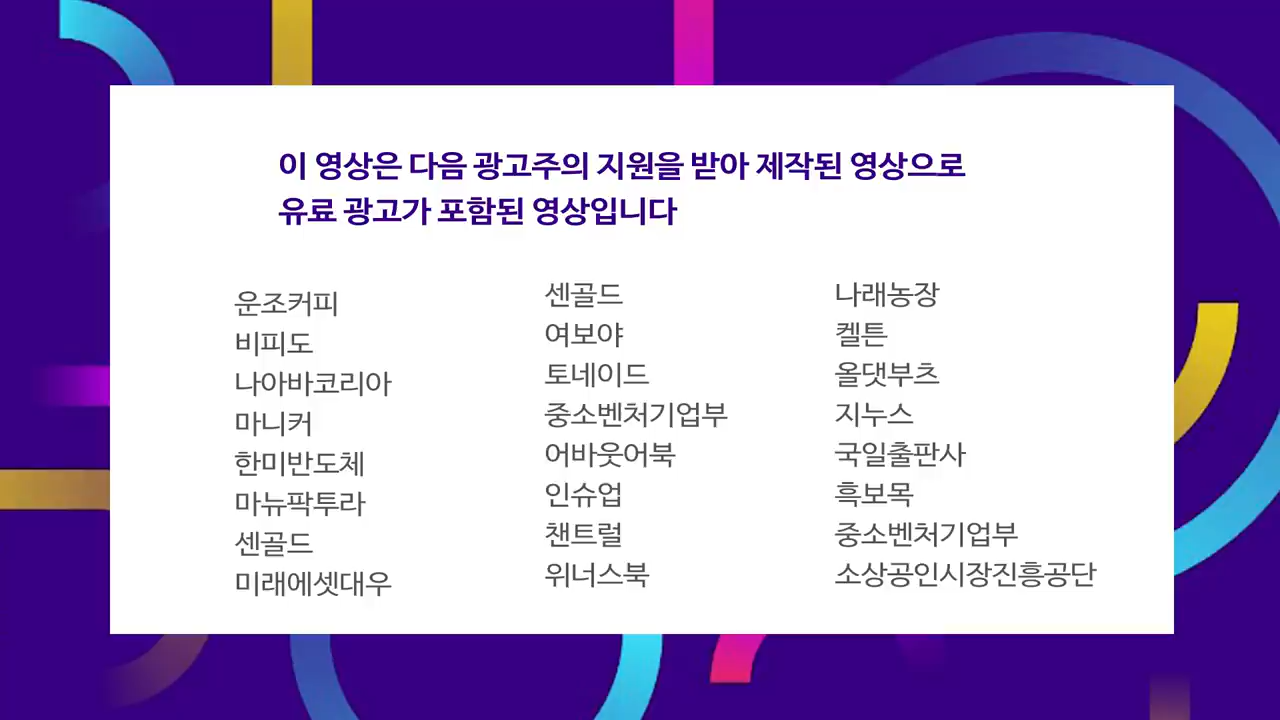 이 영상은 다음 광고주의 지원을 받아 제작된 영상으로
유료 광고가 포함된 영상입니다
운조커피
비피도
나아바코리아
마니커
한미반도체
마뉴팍투라
센골드
미래에셋대우
센골드
여보야
토네이드
중소벤처기업부
어바웃어북
인슈업
챈트럴
위너스북
나래농장
켈튼
올댓부츠
지누스
국일출판사
흑보목
중소벤처기업부
소상공인시장진흥공단